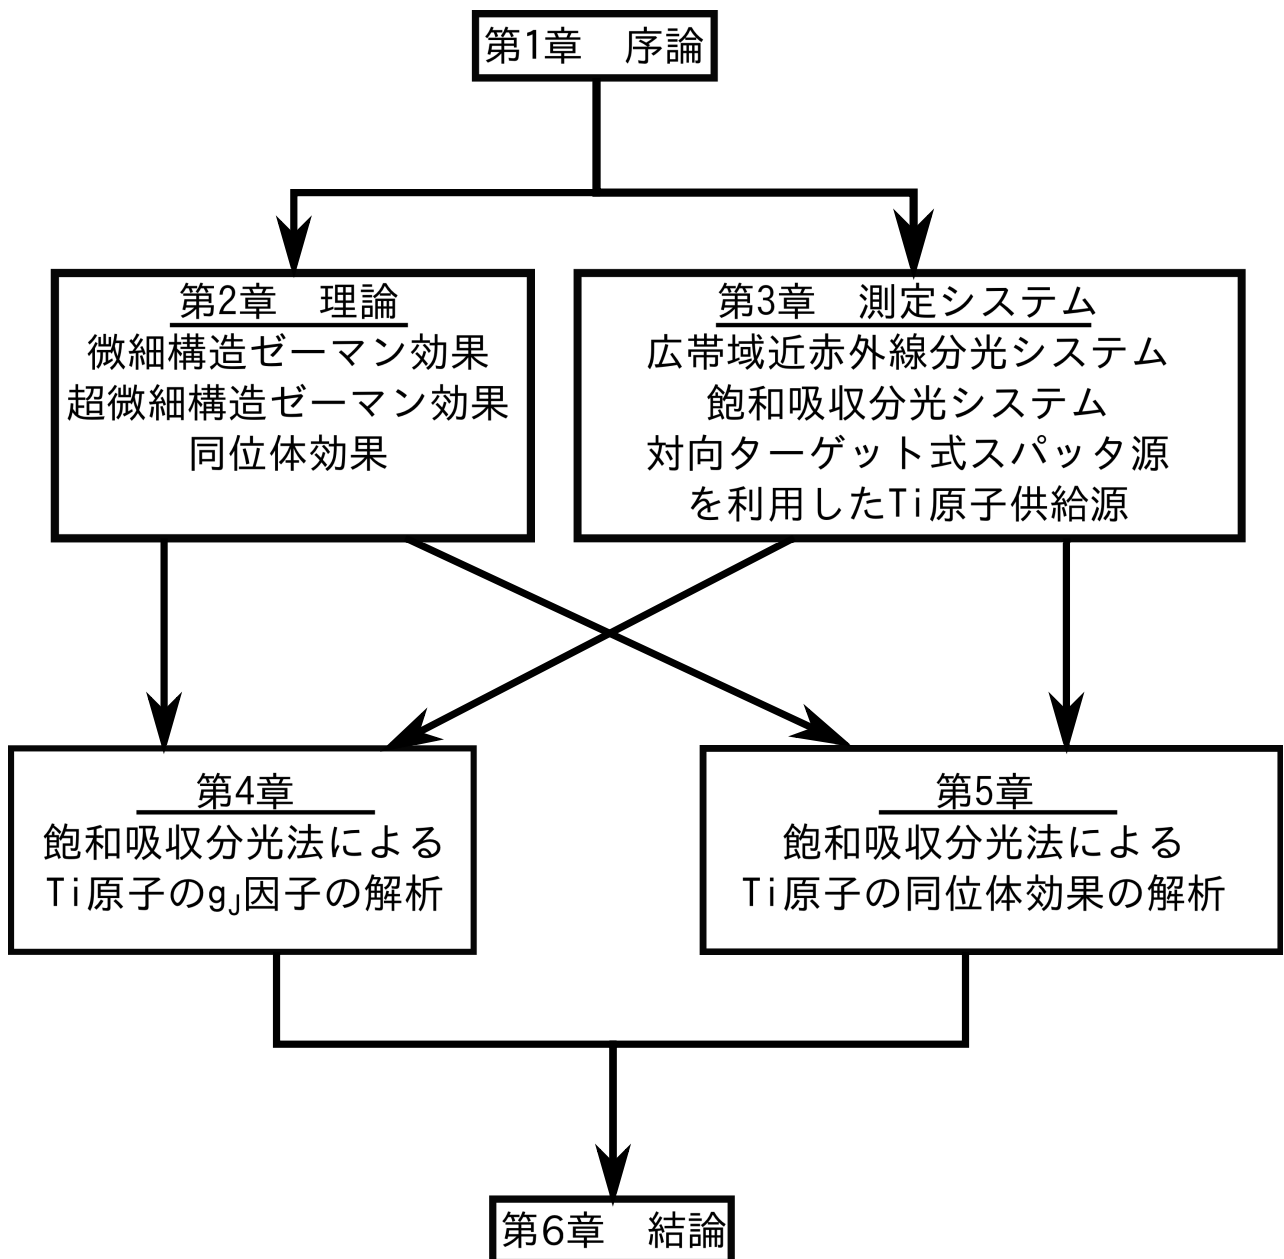 第1章　序論
第2章　理論
微細構造ゼーマン効果
超微細構造ゼーマン効果
同位体効果
第3章　測定システム
広帯域近赤外線分光システム
飽和吸収分光システム
対向ターゲット式スパッタ源
を利用したTi原子供給源
第4章
飽和吸収分光法による
Ti原子のgJ因子の解析
第5章
飽和吸収分光法による
Ti原子の同位体効果の解析
第6章　結論